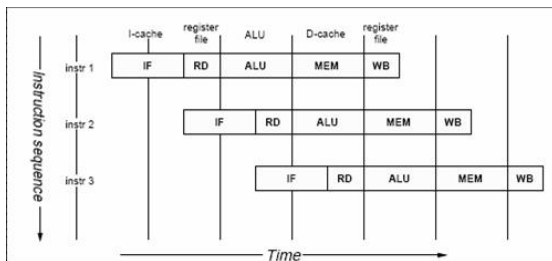 I-cache register file ALU D-cache register file
instr 1 IF RD ALU MEM WB
instr 2 IF RD ALU MEM WB
instr 3 IF RD ALU MEM WB
Instruction sequence
Time